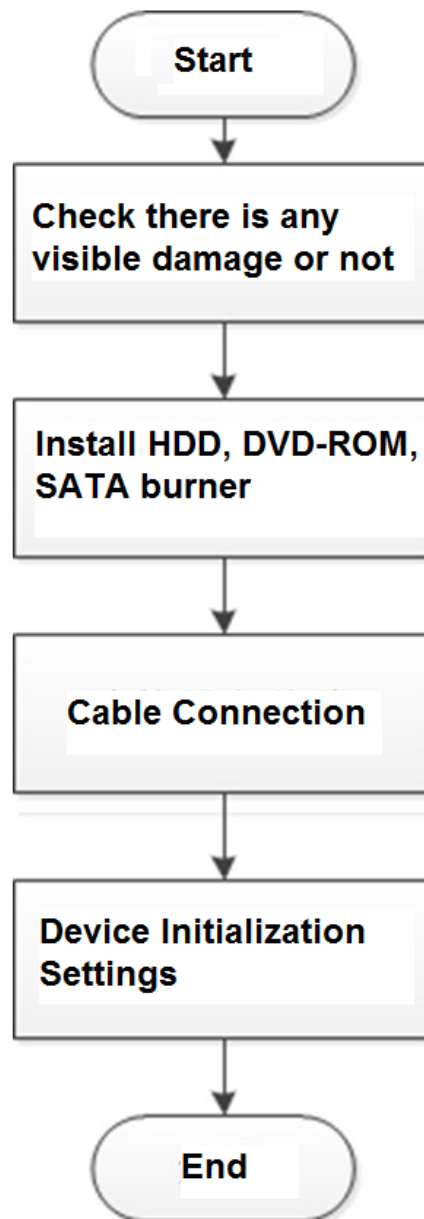 Start
Check there is any
visible damage or not
Install HDD, DVD-ROM,
SATA burner
Cable Connection
Device Initialization
Settings
End